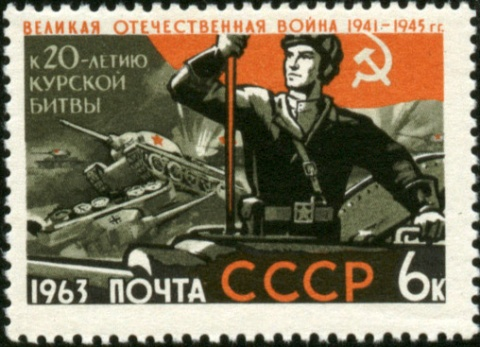 ВЕЛИКАЯ ОТЕЧЕСТВЕННАЯ ВОЙНА 1941-1945 гг.
К 20-ЛЕТИЮ
КУРСКОЙ
БИТВЫ
1963 ПОЧТА СССР 6К